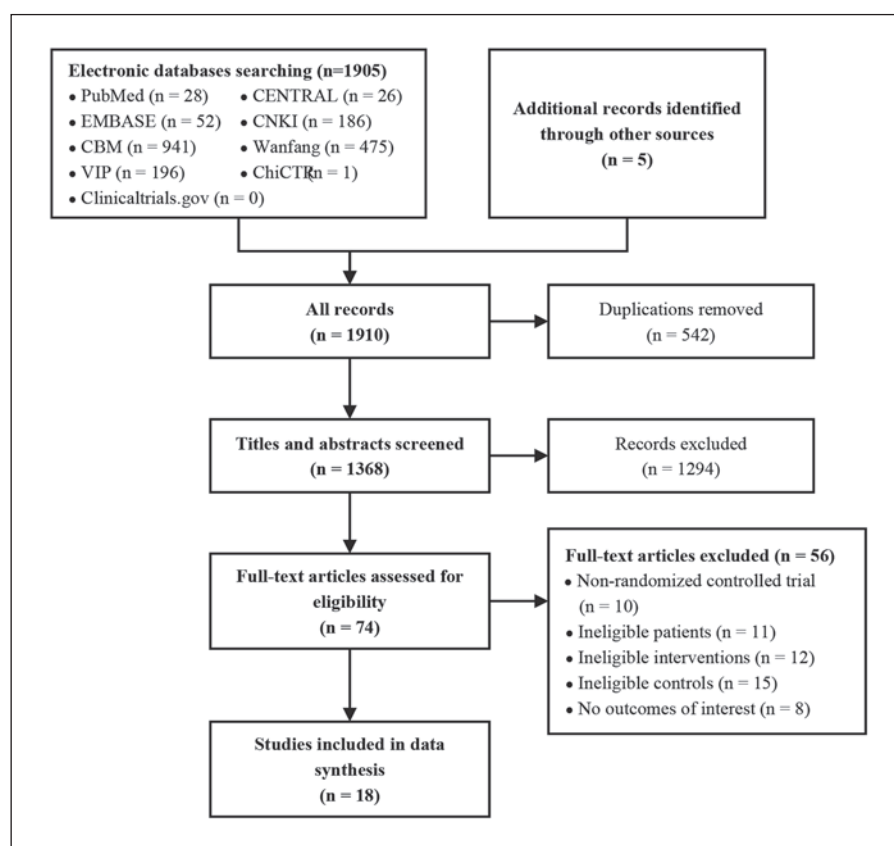 Electronic databases searching (n=1905)
• PubMed (n = 28) • CENTRAL (n = 26)
• EMBASE (n = 52) • CNKI (n = 186)
• CBM (n = 941) • Wanfang (n = 475)
• VIP (n = 196) • ChiCTR(n = 1)
• Clinicaltrials.gov (n = 0)
Additional records identified
through other sources
(n = 5)
All records
(n = 1910)
Duplications removed
(n = 542)
Titles and abstracts screened
(n = 1368)
Records excluded
(n = 1294)
Full-text articles assessed for
eligibility
(n = 74)
Full-text articles excluded (n = 56)
• Non-randomized controlled trial
(n = 10)
• Ineligible patients (n = 11)
• Ineligible interventions (n = 12)
• Ineligible controls (n = 15)
• No outcomes of interest (n = 8)
Studies included in data
synthesis
(n = 18)